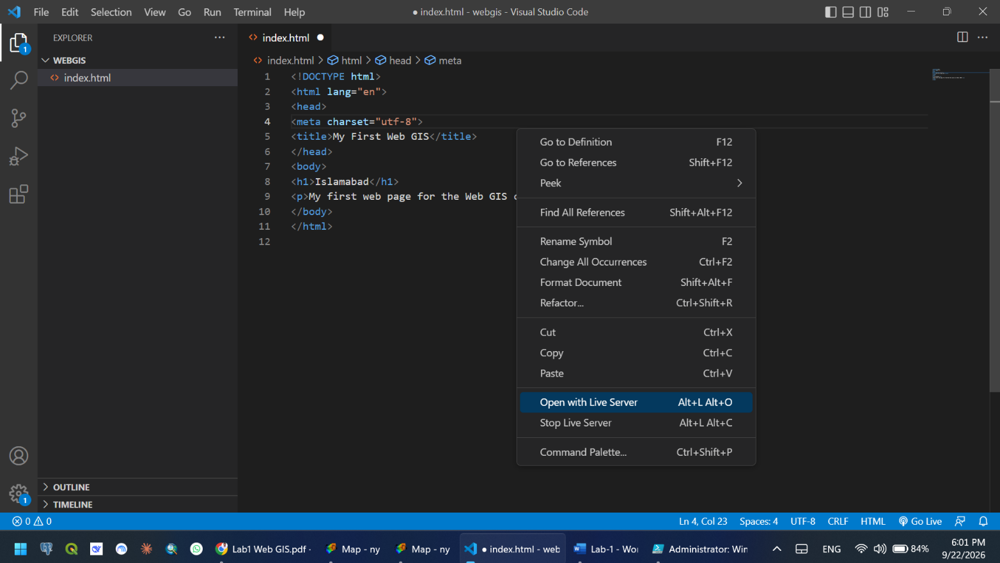 File Edit Selection View Go Run Terminal Help
● index.html - webgis - Visual Studio Code
EXPLORER
WEBGIS
index.html
1
index.html
index.html > html > head > meta
1 <!DOCTYPE html>
2 <html lang="en">
3 <head>
4 <meta charset="utf-8">
5 <title>My First Web GIS</title>
6 </head>
7 <body>
8 <h1>Islamabad</h1>
9 <p>My first web page for the Web GIS
10 </body>
11 </html>
12
Go to Definition F12
Go to References Shift+F12
Peek
Find All References Shift+Alt+F12
Rename Symbol F2
Change All Occurrences Ctrl+F2
Format Document Shift+Alt+F
Refactor... Ctrl+Shift+R
Cut Ctrl+X
Copy Ctrl+C
Paste Ctrl+V
Open with Live Server Alt+L Alt+O
Stop Live Server Alt+L Alt+C
Command Palette... Ctrl+Shift+P
OUTLINE
TIMELINE
1
0 0
Ln 4, Col 23 Spaces: 4 UTF-8 CRLF HTML Go Live
Lab1 Web GIS.pdf - Map - ny Map - ny ● index.html - web Lab-1 - Wor Administrator: Win ENG 84% 6:01 PM
9/22/2026